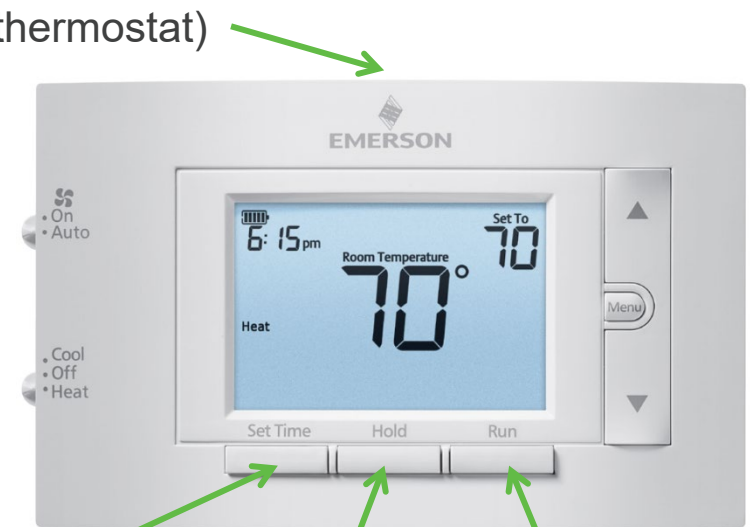 thermostat)
EMERSON
• On
• Auto
6:15pm
Set To
70
Room Temperature
70°
Heat
Menu
• Cool
• Off
• Heat
Set Time Hold Run